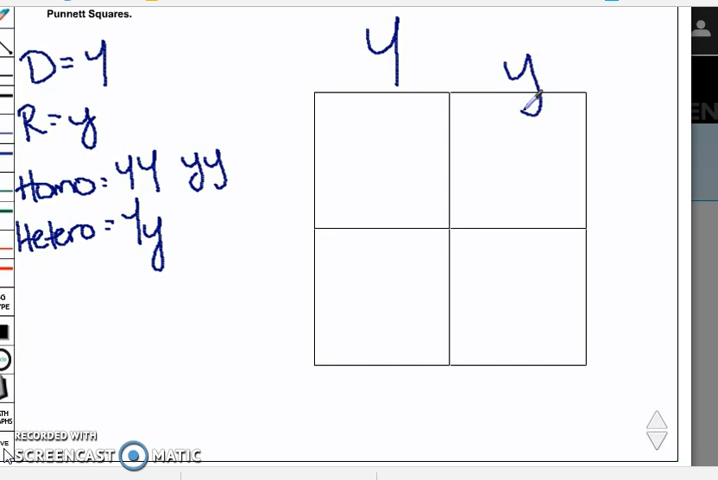 Punnett Squares.
D = Y
R = y
Homo = YY yy
Hetero = Yy
Y y
RECORDED WITH
SCREENCAST MATIC